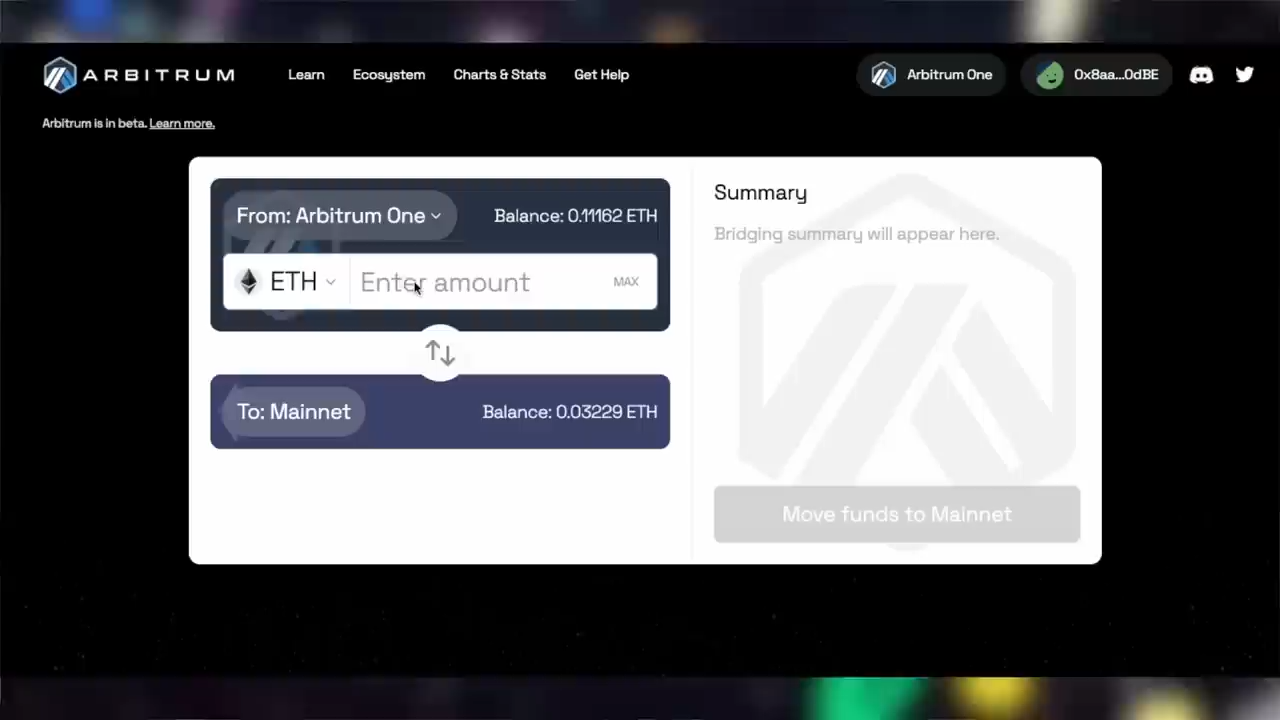 ARBITRUM
Learn
Ecosystem
Charts & Stats
Get Help
Arbitrum One
0x8aa...0dBE
Arbitrum is in beta. Learn more.
From: Arbitrum One
Balance: 0.11162 ETH
ETH
Enter amount
MAX
To: Mainnet
Balance: 0.03229 ETH
Summary
Bridging summary will appear here.
Move funds to Mainnet